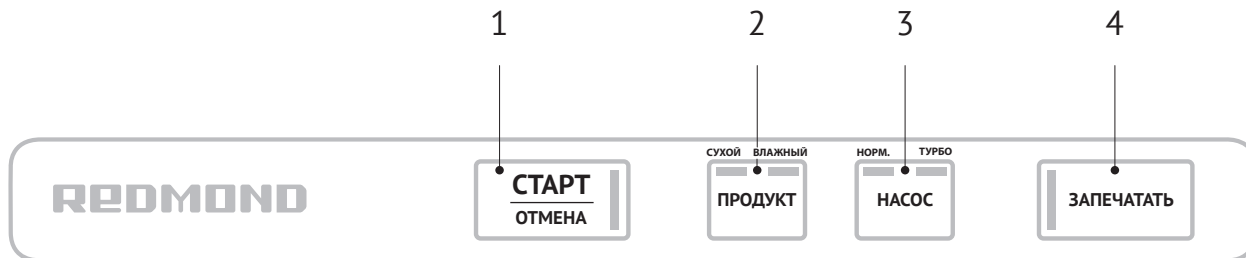 1 2 3 4
СУХОЙ ВЛАЖНЫЙ НОРМ. ТУРБО
REDMOND
СТАРТ
ОТМЕНА
ПРОДУКТ
НАСОС
ЗАПЕЧАТАТЬ